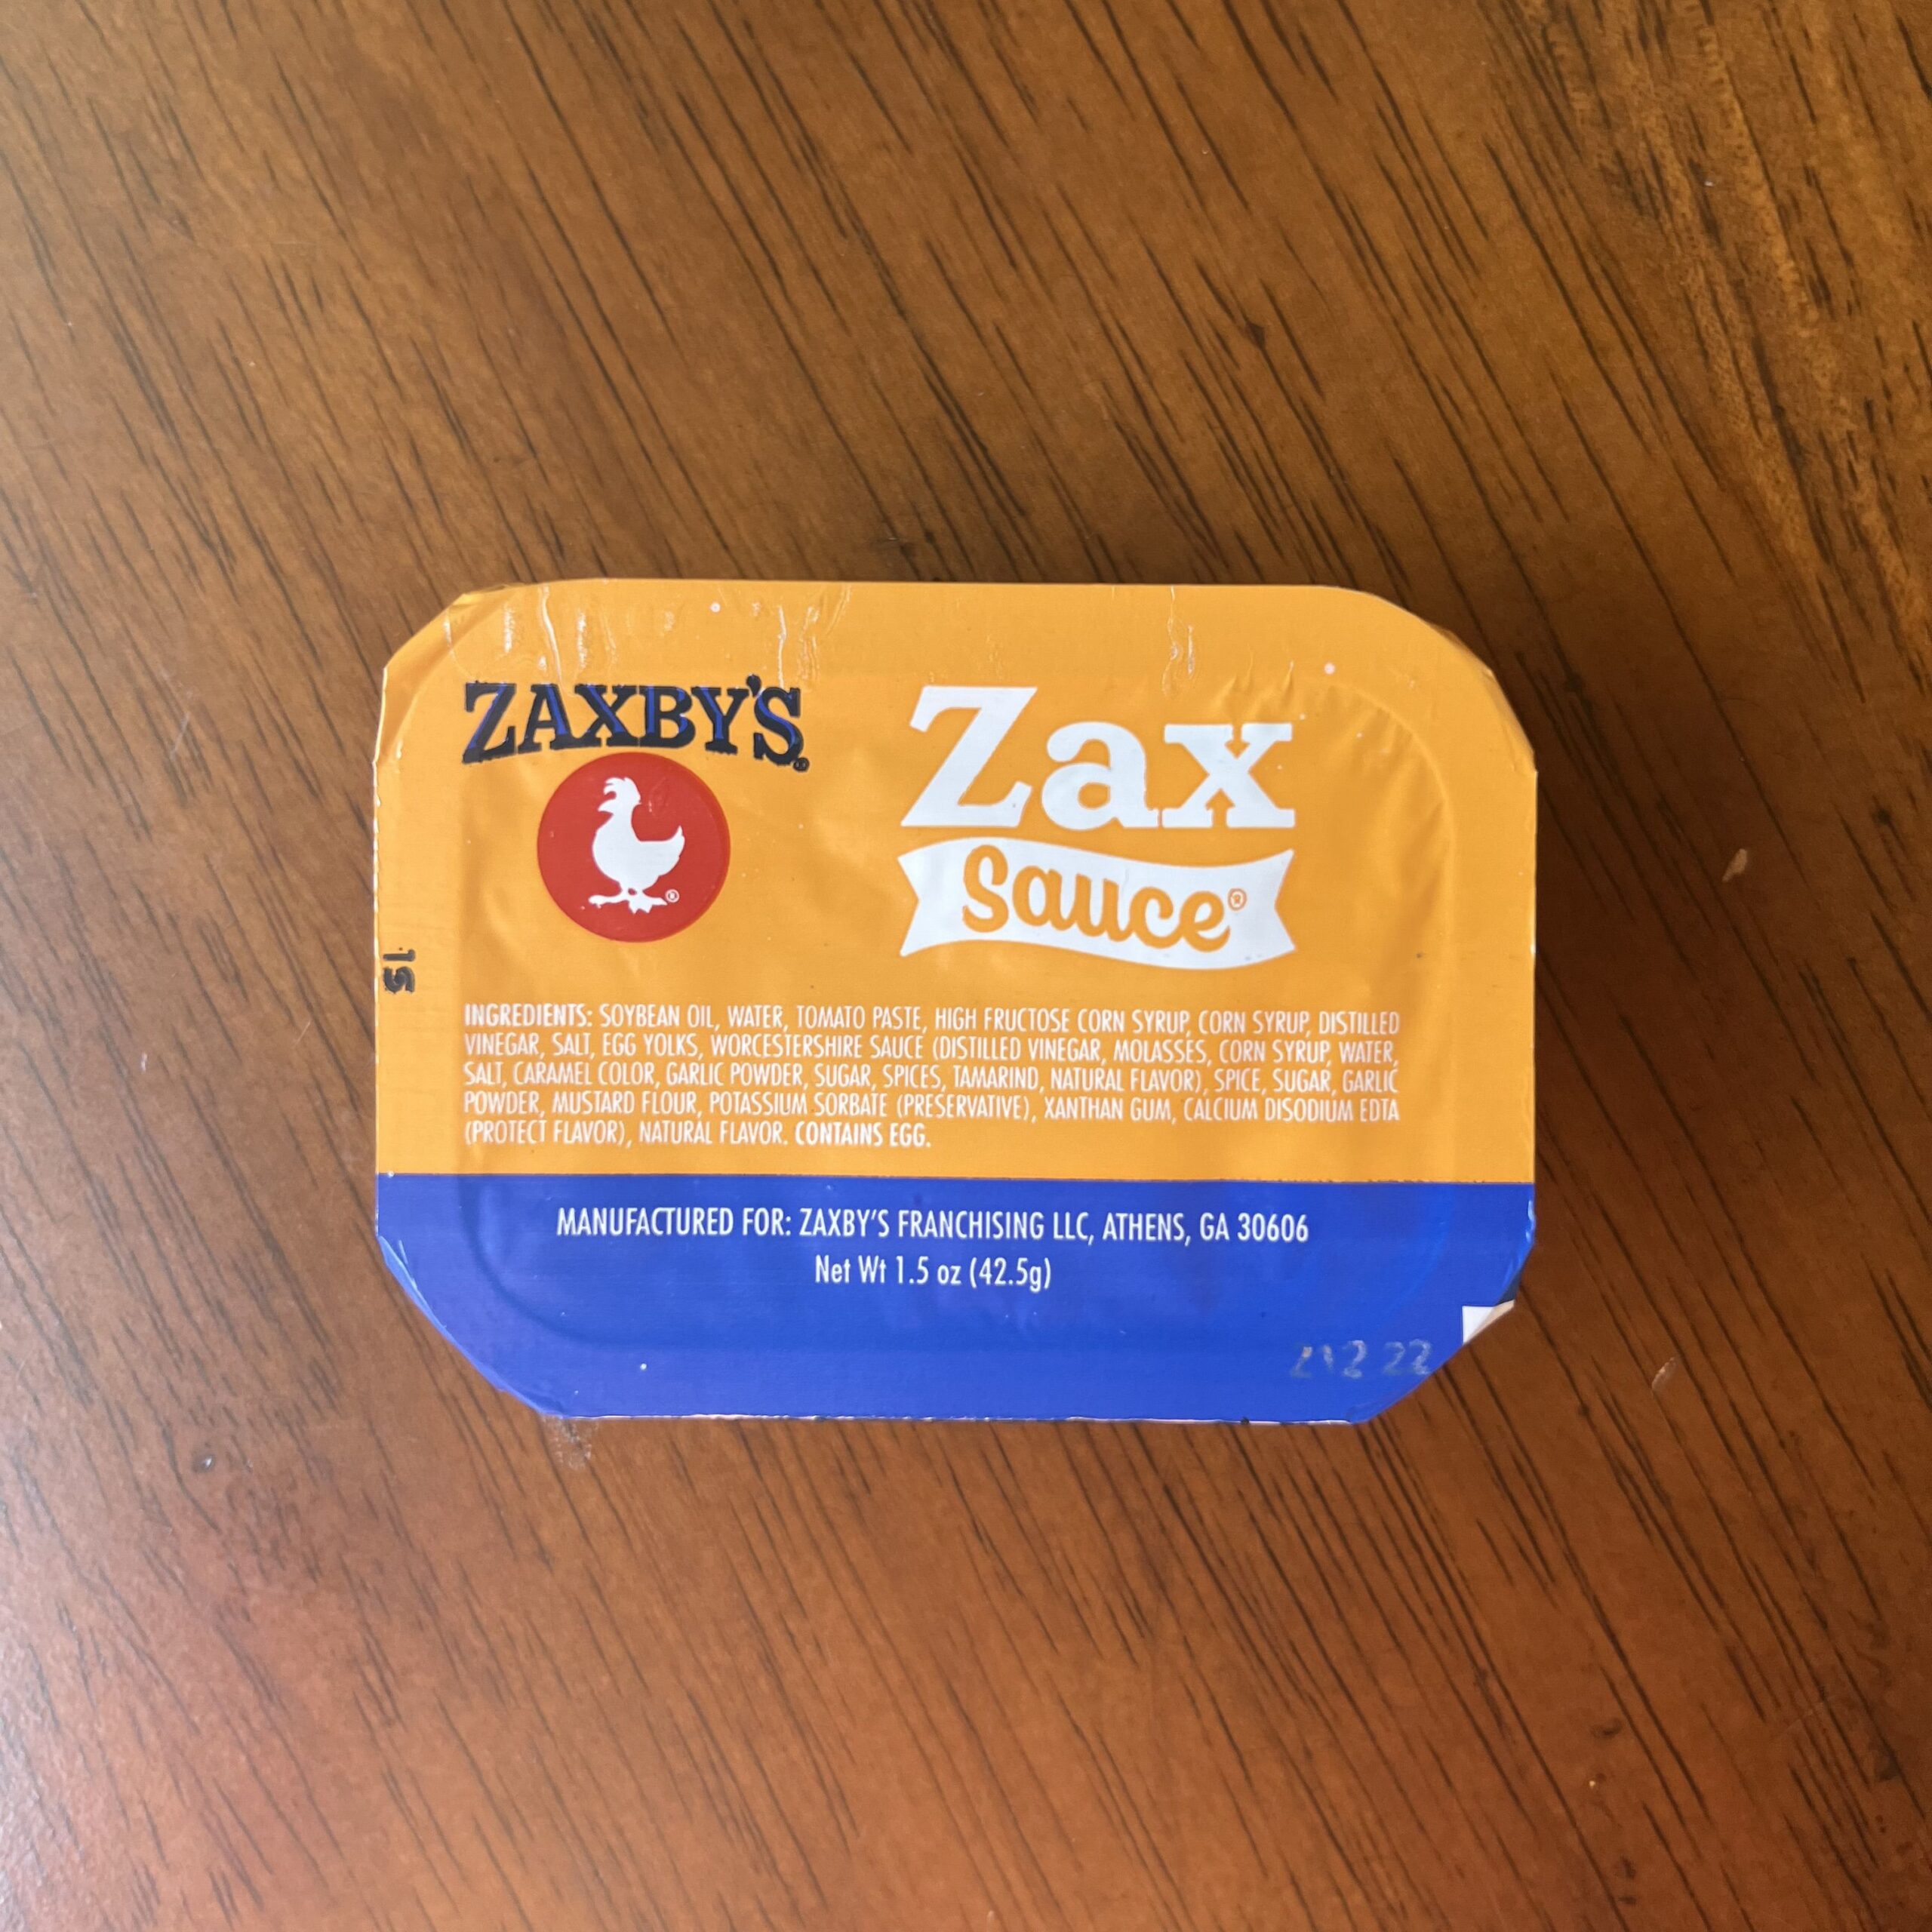 ZAXBY'S®
Zax
Sauce®
INGREDIENTS: SOYBEAN OIL, WATER, TOMATO PASTE, HIGH FRUCTOSE CORN SYRUP, CORN SYRUP, DISTILLED
VINEGAR, SALT, EGG YOLKS, WORCESTERSHIRE SAUCE (DISTILLED VINEGAR, MOLASSES, CORN SYRUP, WATER,
SALT, CARAMEL COLOR, GARLIC POWDER, SUGAR, SPICES, TAMARIND, NATURAL FLAVOR), SPICE, SUGAR, GARLIC
POWDER, MUSTARD FLOUR, POTASSIUM SORBATE (PRESERVATIVE), XANTHAN GUM, CALCIUM DISODIUM EDTA
(PROTECT FLAVOR), NATURAL FLAVOR. CONTAINS EGG.
MANUFACTURED FOR: ZAXBY'S FRANCHISING LLC, ATHENS, GA 30606
Net Wt 1.5 oz (42.5g)
22